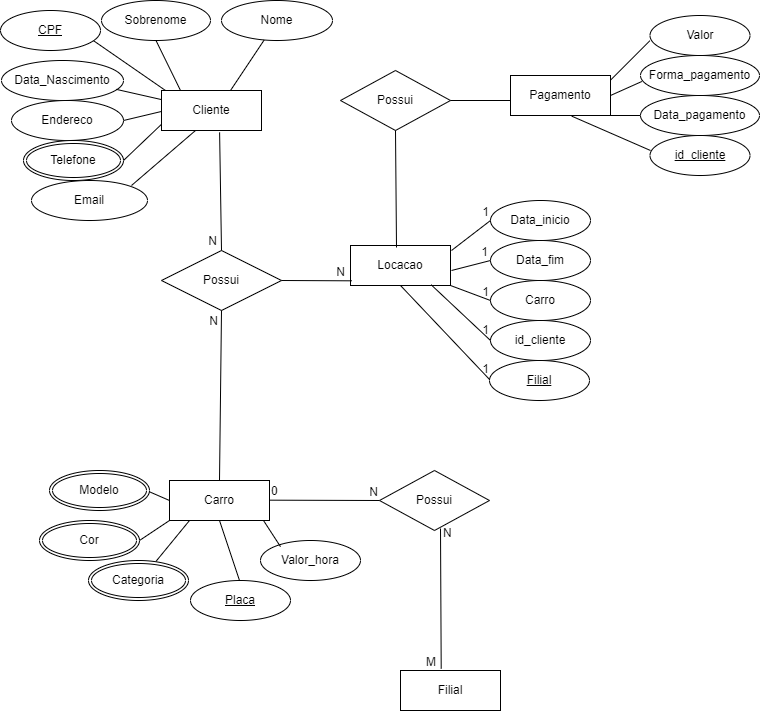 CPF
Sobrenome
Nome
Data_Nascimento
Cliente
Endereco
Telefone
Email
Possui
Pagamento
Valor
Forma_pagamento
Data_pagamento
id_cliente
N
Possui
N
N
Locacao
1
Data_inicio
1
Data_fim
1
Carro
1
id_cliente
1
Filial
Modelo
Cor
Categoria
Carro
0
Placa
Valor_hora
N
Possui
N
M
Filial